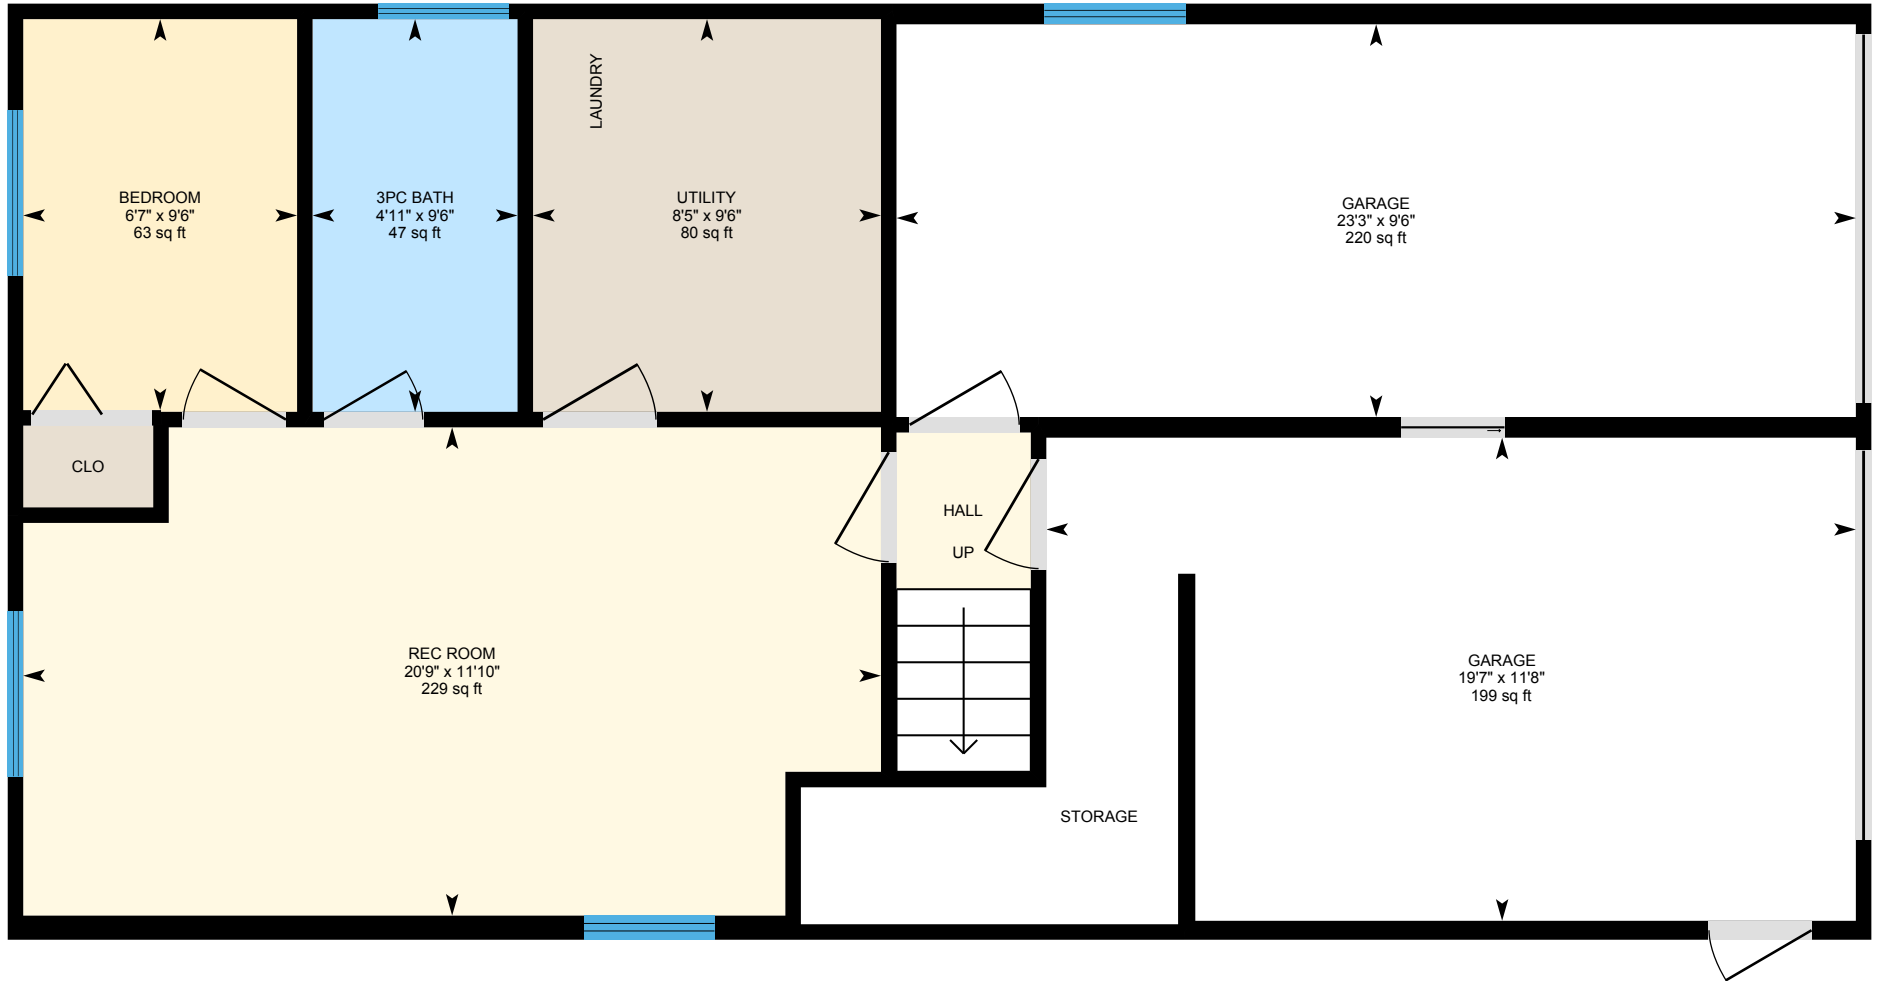 LAUNDRY
BEDROOM
6'7" x 9'6"
63 sq ft
3PC BATH
4'11" x 9'6"
47 sq ft
UTILITY
8'5" x 9'6"
80 sq ft
GARAGE
23'3" x 9'6"
220 sq ft
CLO
HALL
UP
REC ROOM
20'9" x 11'10"
229 sq ft
GARAGE
19'7" x 11'8"
199 sq ft
STORAGE